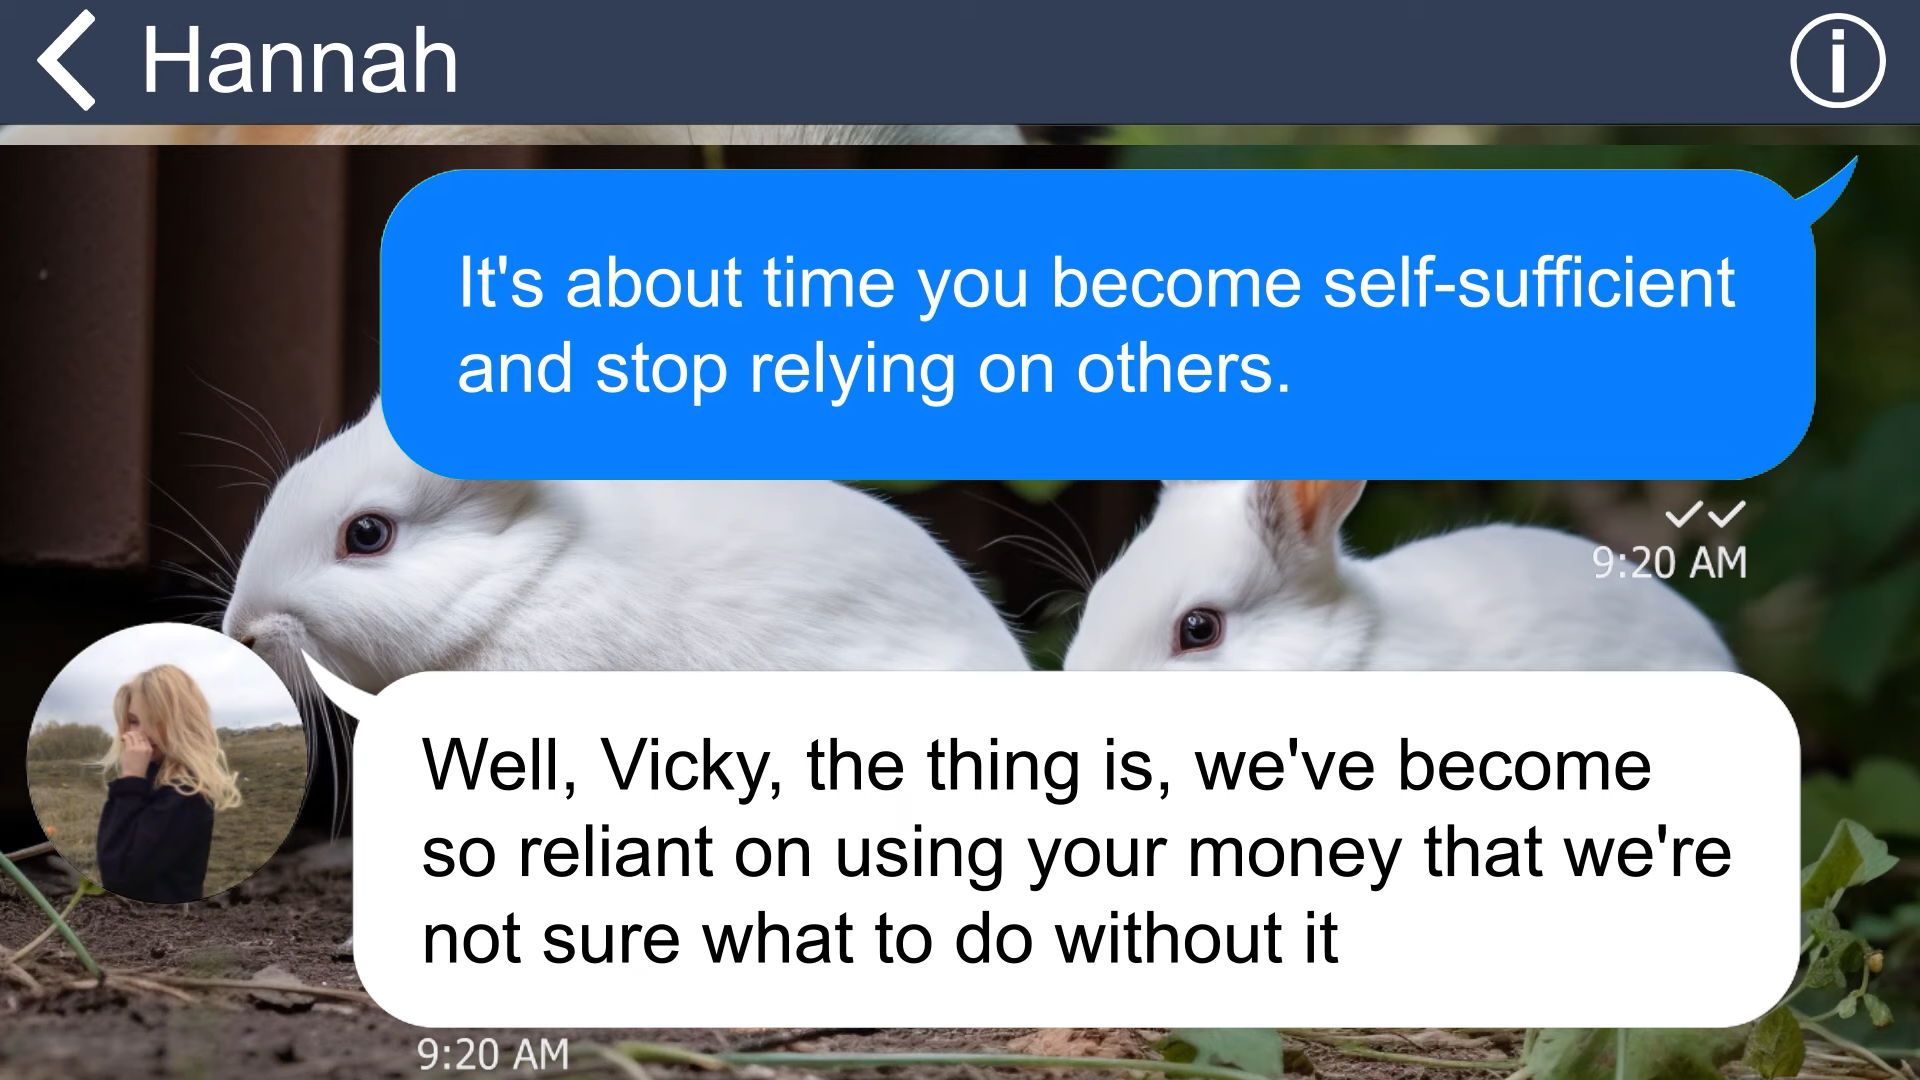 Hannah
It's about time you become self-sufficient
and stop relying on others.
9:20 AM
Well, Vicky, the thing is, we've become
so reliant on using your money that we're
not sure what to do without it
9:20 AM